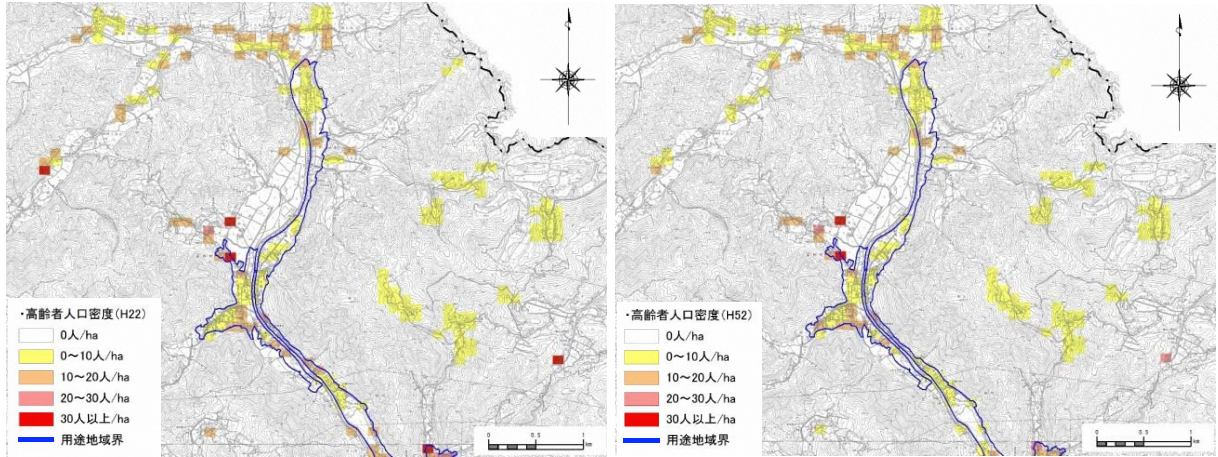 ・高齢者人口密度(H22)
0人/ha
0～10人/ha
10～20人/ha
20～30人/ha
30人以上/ha
用途地域界
0 0.5 1
km
・高齢者人口密度(H52)
0人/ha
0～10人/ha
10～20人/ha
20～30人/ha
30人以上/ha
用途地域界
0 0.5 1
km